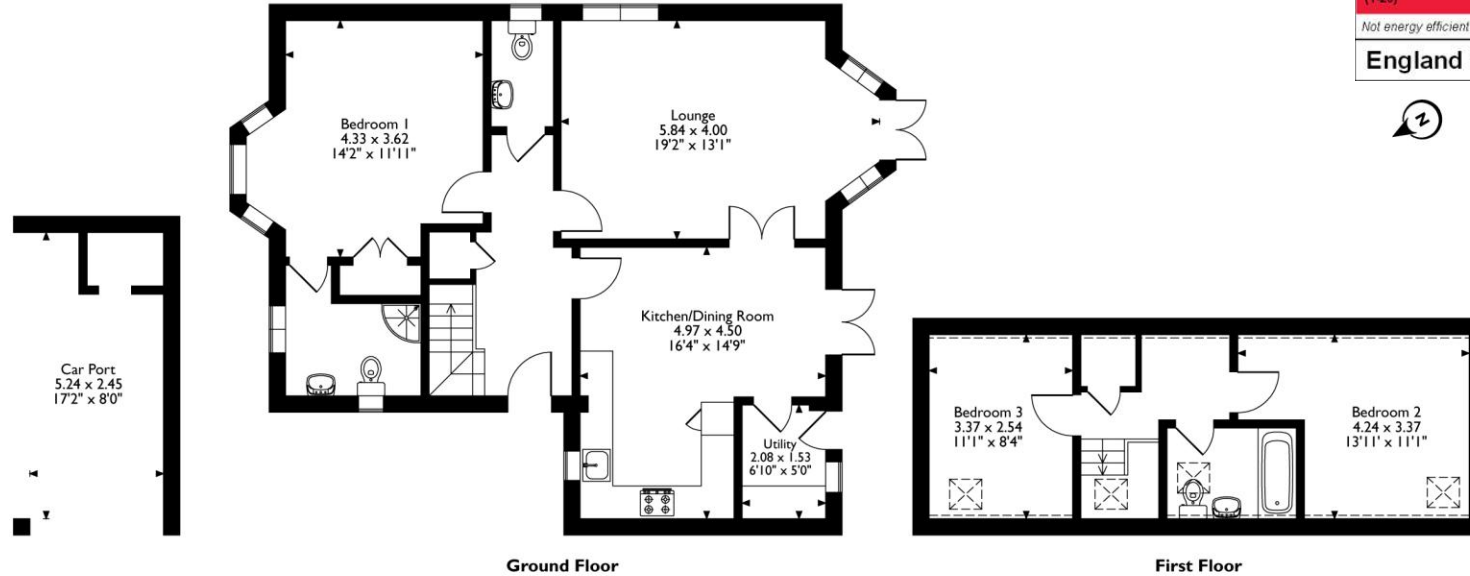 Not energy efficient
England
Z
Bedroom 1
4.33 x 3.62
14'2" x 11'11"
Lounge
5.84 x 4.00
19'2" x 13'1"
Kitchen/Dining Room
4.97 x 4.50
16'4" x 14'9"
Car Port
5.24 x 2.45
17'2" x 8'0"
Utility
2.08 x 1.53
6'10" x 5'0"
Bedroom 3
3.37 x 2.54
11'1" x 8'4"
Bedroom 2
4.24 x 3.37
13'11' x 11'1"
Ground Floor
First Floor